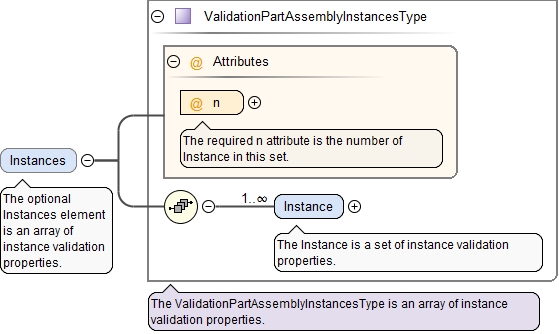 ValidationPartAssemblyInstancesType
@ Attributes
@ n
The required n attribute is the number of
Instance in this set.
Instances
The optional
Instances element
is an array of
instance validation
properties.
1..∞
Instance
The Instance is a set of instance validation
properties.
The ValidationPartAssemblyInstancesType is an array of instance
validation properties.